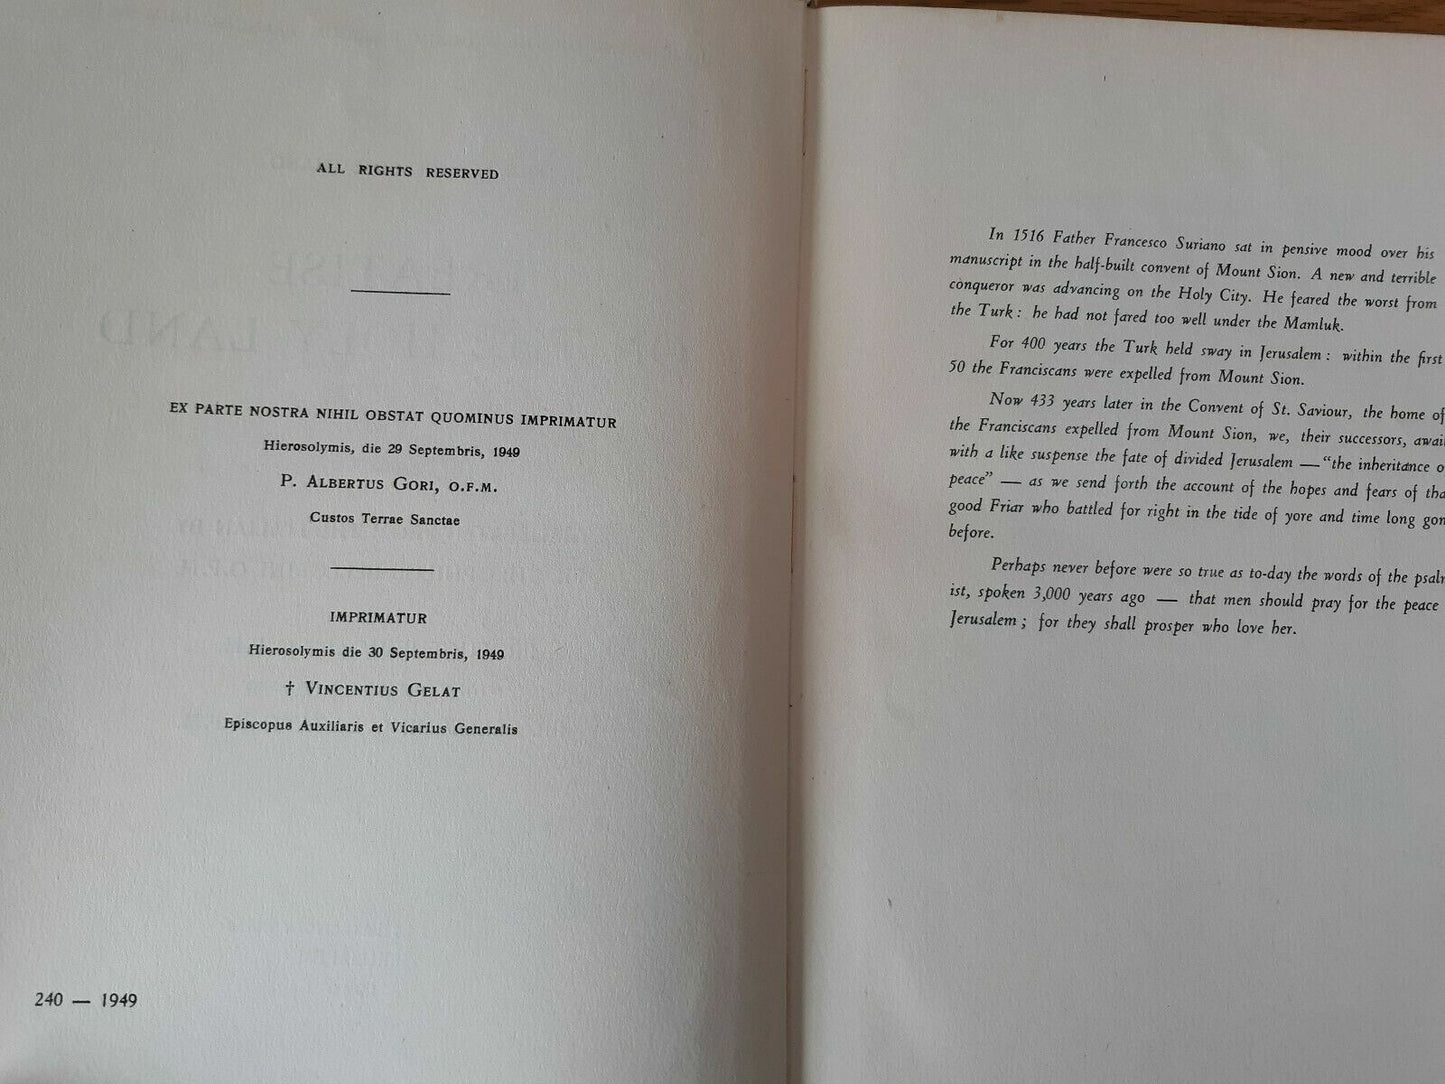 ALL RIGHTS RESERVED
EX PARTE NOSTRA NIHIL OBSTAT QUOMINUS IMPRIMATUR
Hierosolymis, die 29 Septembris, 1949
P. ALBERTUS GORI, O.F.M.
Custos Terrae Sanctae
IMPRIMATUR
Hierosolymis die 30 Septembris, 1949
† VINCENTIUS GELAT
Episcopus Auxiliaris et Vicarius Generalis
240 — 1949
In 1516 Father Francesco Suriano sat in pensive mood over his
manuscript in the half-built convent of Mount Sion. A new and terrible
conqueror was advancing on the Holy City. He feared the worst from
the Turk: he had not fared too well under the Mamluk.
For 400 years the Turk held sway in Jerusalem: within the first
50 the Franciscans were expelled from Mount Sion.
Now 433 years later in the Convent of St. Saviour, the home of
the Franciscans expelled from Mount Sion, we, their successors, awai
with a like suspense the fate of divided Jerusalem — "the inheritance o
peace" — as we send forth the account of the hopes and fears of tha
good Friar who battled for right in the tide of yore and time long gon
before.
Perhaps never before were so true as to-day the words of the psalm
ist, spoken 3,000 years ago — that men should pray for the peace
Jerusalem; for they shall prosper who love her.